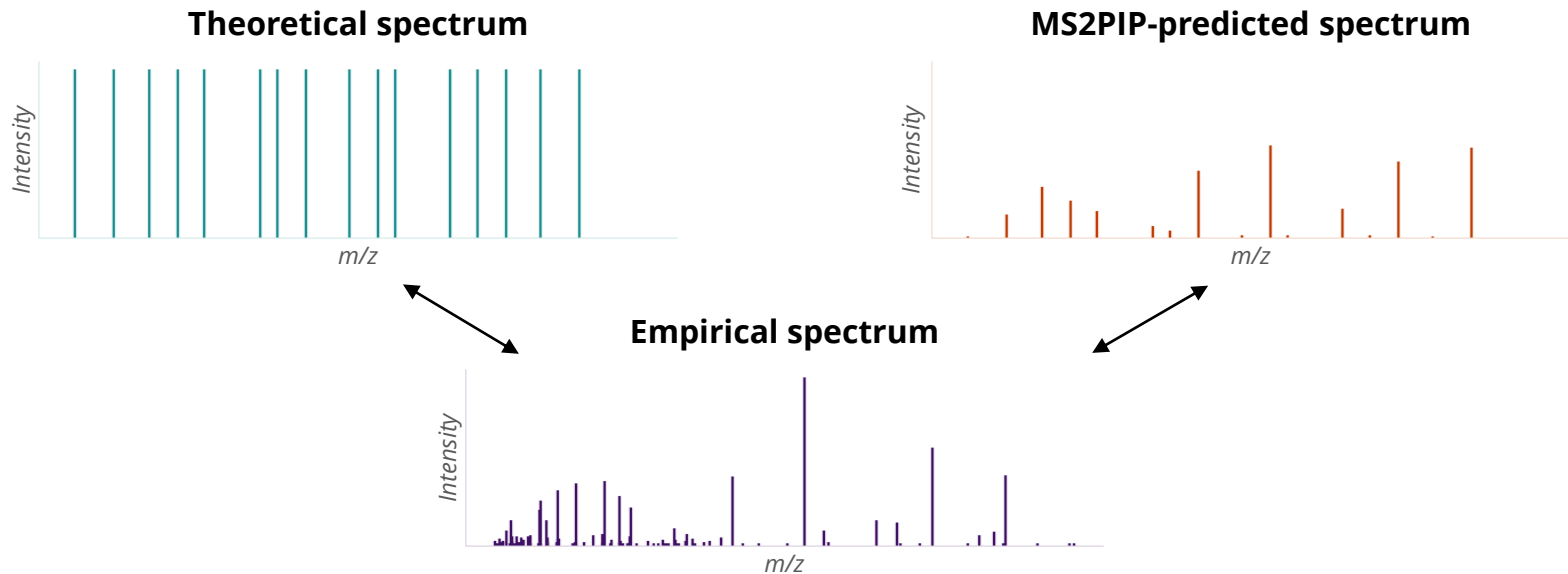 Theoretical spectrum
MS2PIP-predicted spectrum
Intensity
Intensity
m/z
m/z
Empirical spectrum
Intensity
m/z